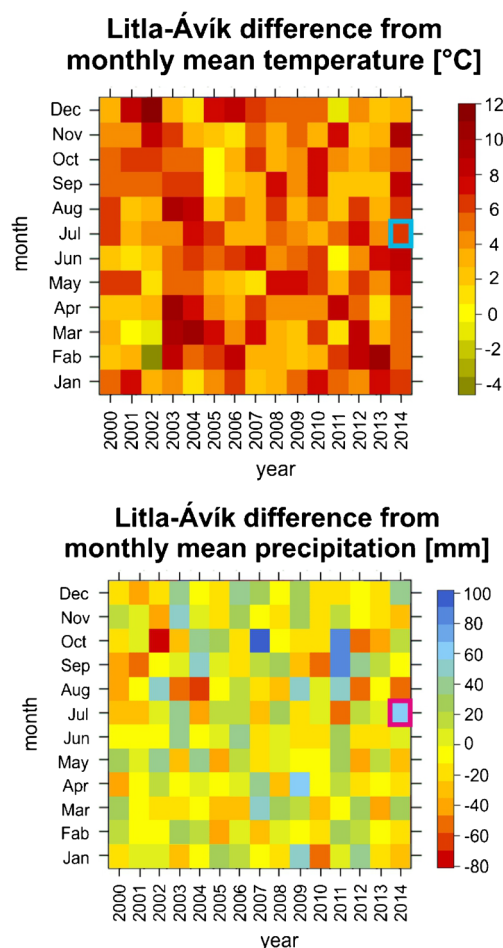 Litla-Ávík difference from
monthly mean temperature [°C]
Dec
Nov
Oct
Sep
Aug
Jul
Jun
May
Apr
Mar
Fab
Jan
month
12
10
8
6
4
2
0
-2
-4
2000 2001 2002 2003 2004 2005 2006 2007 2008 2009 2010 2011 2012 2013 2014
year
Litla-Ávík difference from
monthly mean precipitation [mm]
Dec
Nov
Oct
Sep
Aug
Jul
Jun
May
Apr
Mar
Fab
Jan
month
100
80
60
40
20
0
-20
-40
-60
-80
2000 2001 2002 2003 2004 2005 2006 2007 2008 2009 2010 2011 2012 2013 2014
year